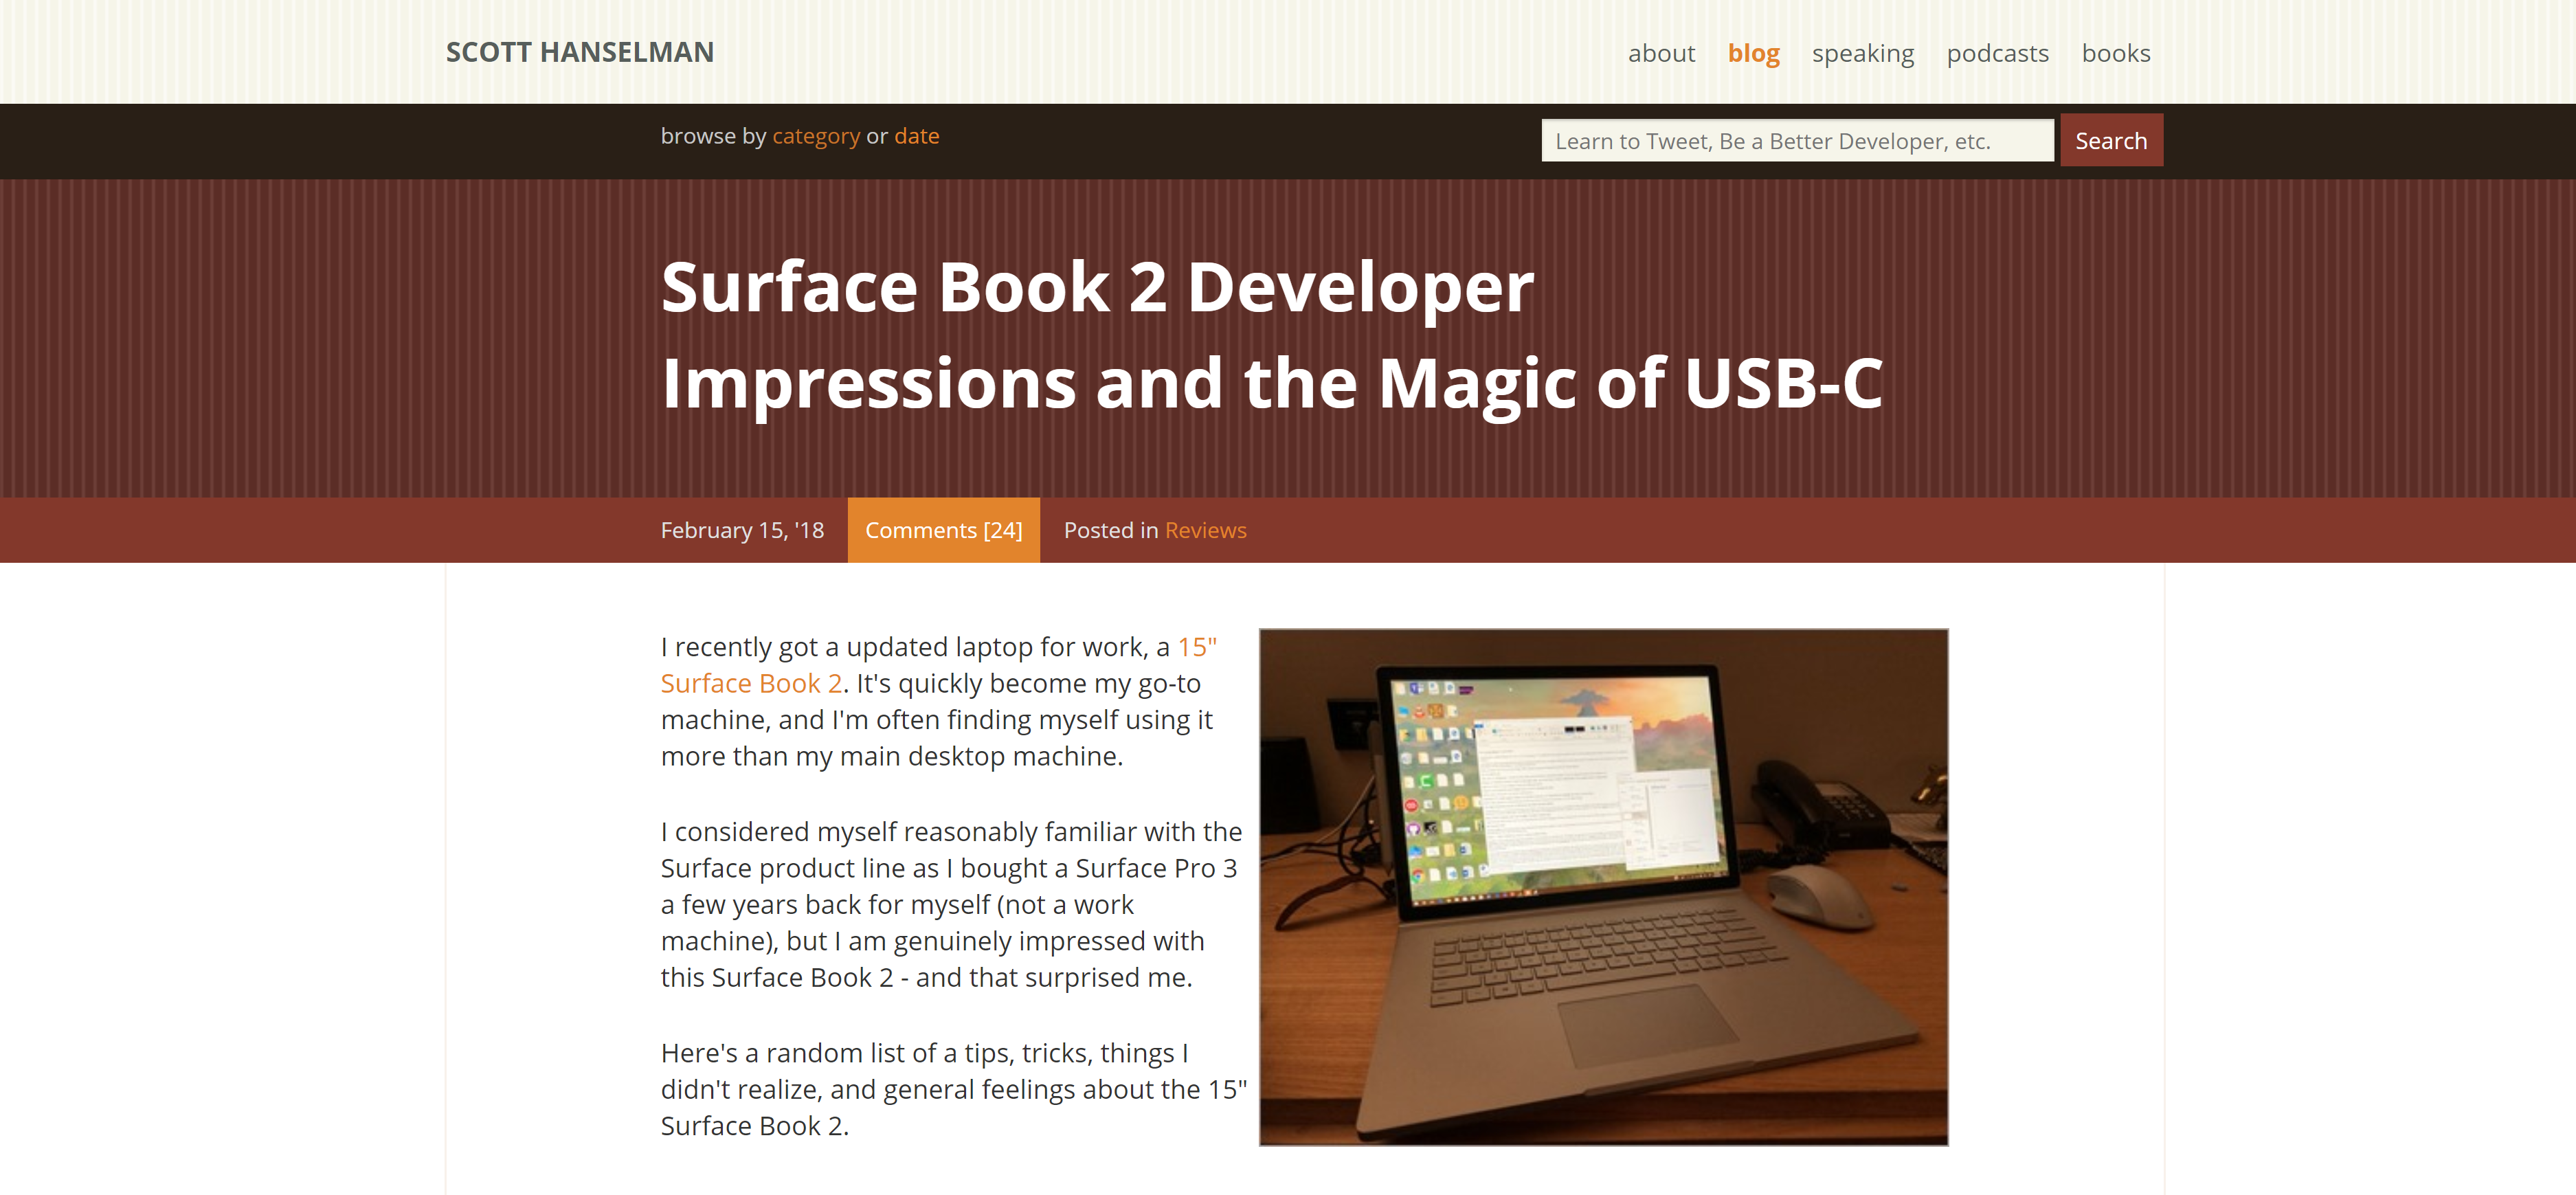 SCOTT HANSELMAN
about blog speaking podcasts books
browse by category or date
Learn to Tweet, Be a Better Developer, etc.
Search
Surface Book 2 Developer
Impressions and the Magic of USB-C
February 15, '18
Comments [24]
Posted in Reviews
I recently got a updated laptop for work, a 15"
Surface Book 2. It's quickly become my go-to
machine, and I'm often finding myself using it
more than my main desktop machine.
I considered myself reasonably familiar with the
Surface product line as I bought a Surface Pro 3
a few years back for myself (not a work
machine), but I am genuinely impressed with
this Surface Book 2 - and that surprised me.
Here's a random list of a tips, tricks, things I
didn't realize, and general feelings about the 15"
Surface Book 2.